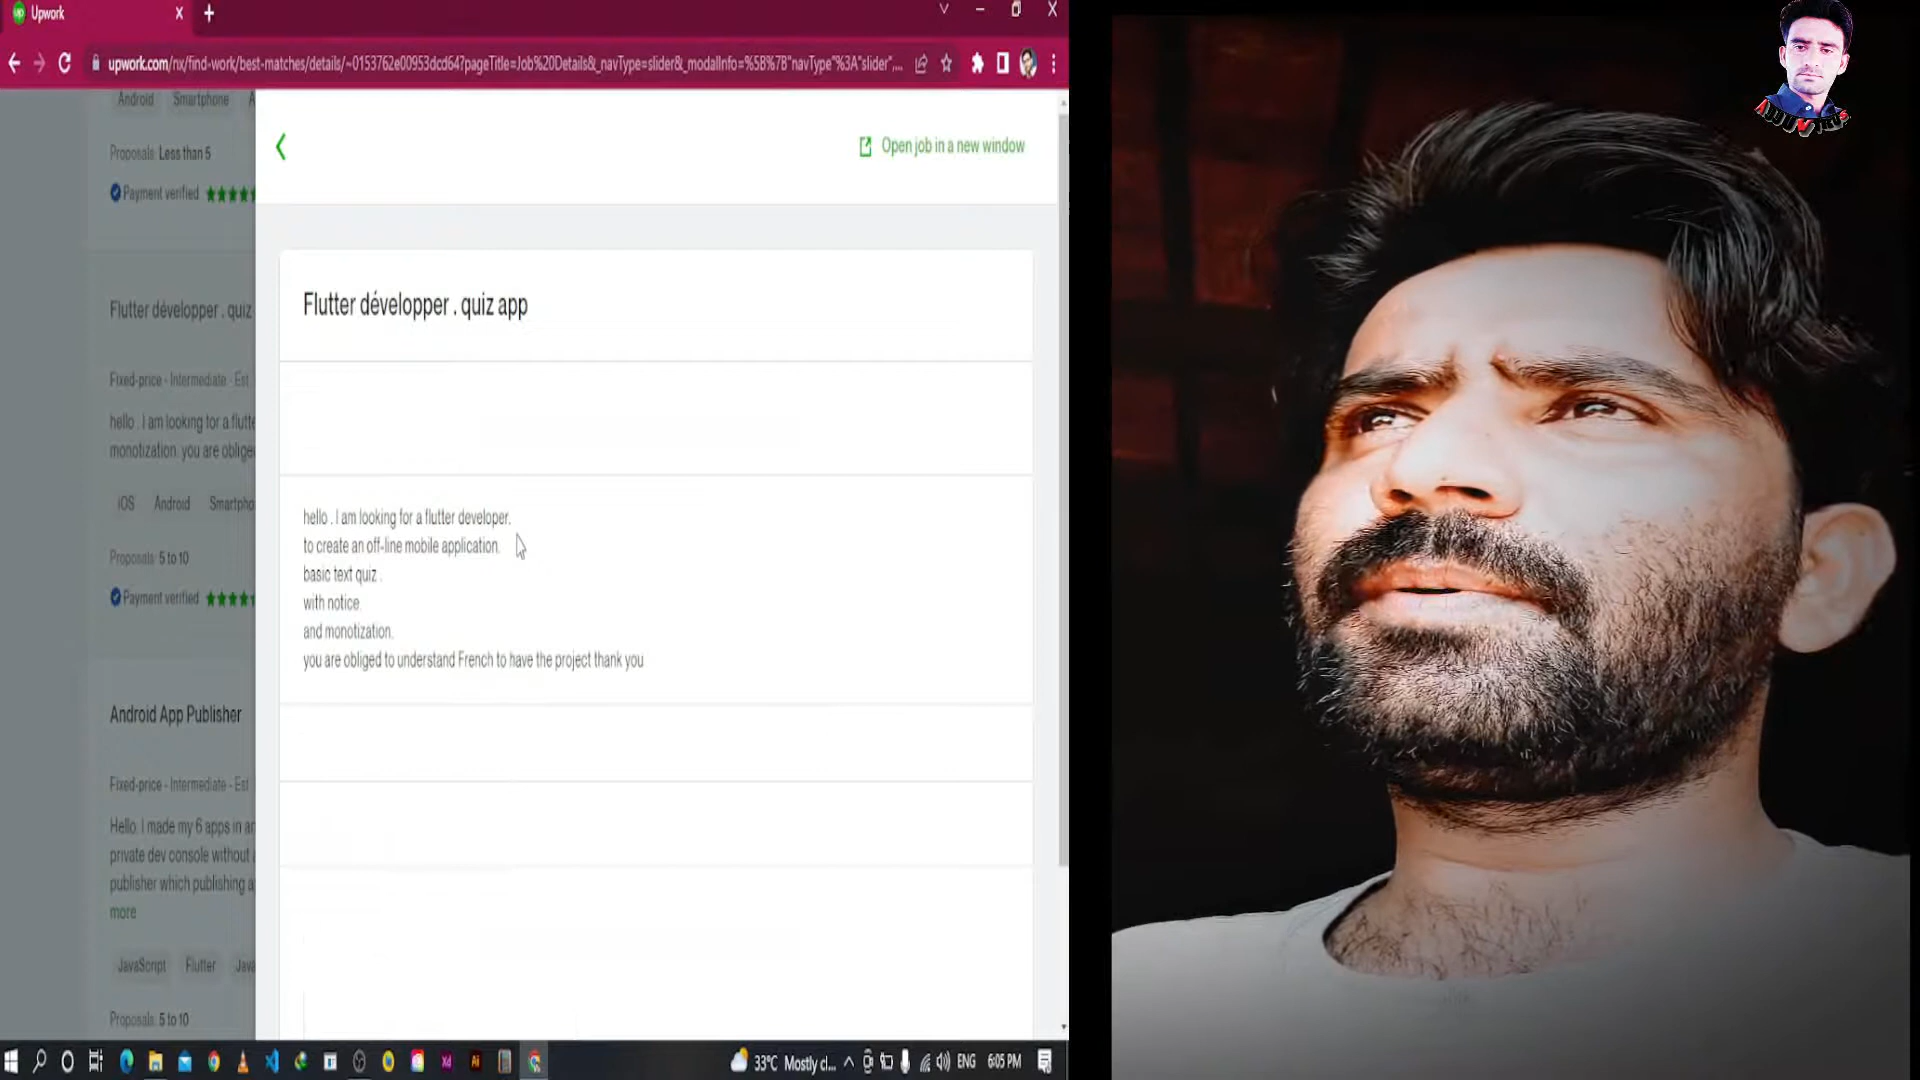 Upwork
upwork.com/nx/find-work/best-matches/details/~0153762e00953dcd64?pageTitle=Job%20Details&_navType=slider&_modalInfo=%5B%7B"navType"%3A"slider",...
Android Smartphone A
Proposals: Less than 5
Payment verified
Flutter développer . quiz
Fixed-price - Intermediate - Est
hello . I am looking for a flutte
monotization. you are oblige
iOS Android Smartpho
Proposals: 5 to 10
Payment verified
Android App Publisher
Fixed-price - Intermediate - Est
Hello. I made my 6 apps in an
private dev console without a
publisher which publishing a
more
JavaScript Flutter Java
Proposals: 5 to 10
Open job in a new window
Flutter développer . quiz app
hello . I am looking for a flutter developer.
to create an off-line mobile application.
basic text quiz .
with notice.
and monotization.
you are obliged to understand French to have the project thank you
33°C Mostly cl... ENG 6:05 PM
Xd
Ai